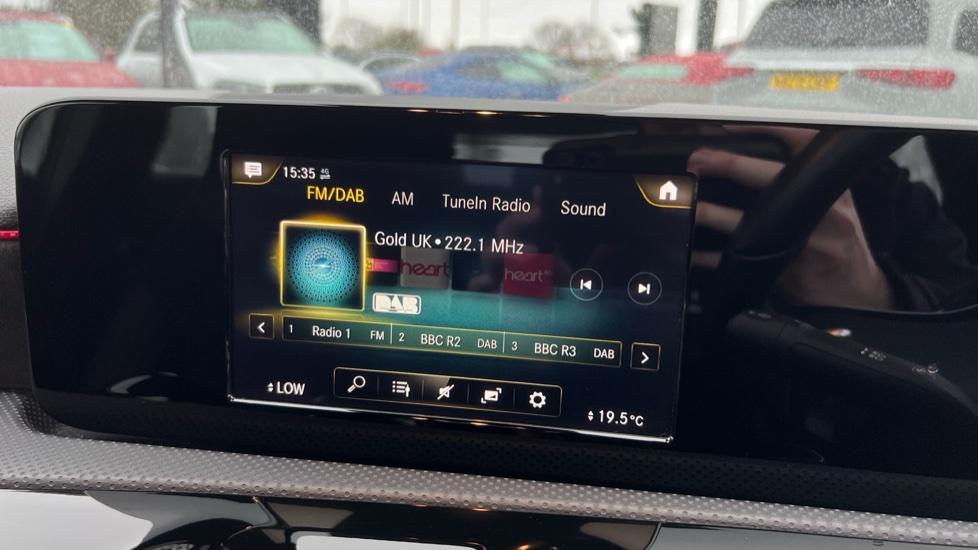 15:35 4G
FM/DAB AM TuneIn Radio Sound
Gold UK • 222.1 MHz
heart heart
DAB
1 Radio 1 FM 2 BBC R2 DAB 3 BBC R3 DAB
LOW
19.5°C